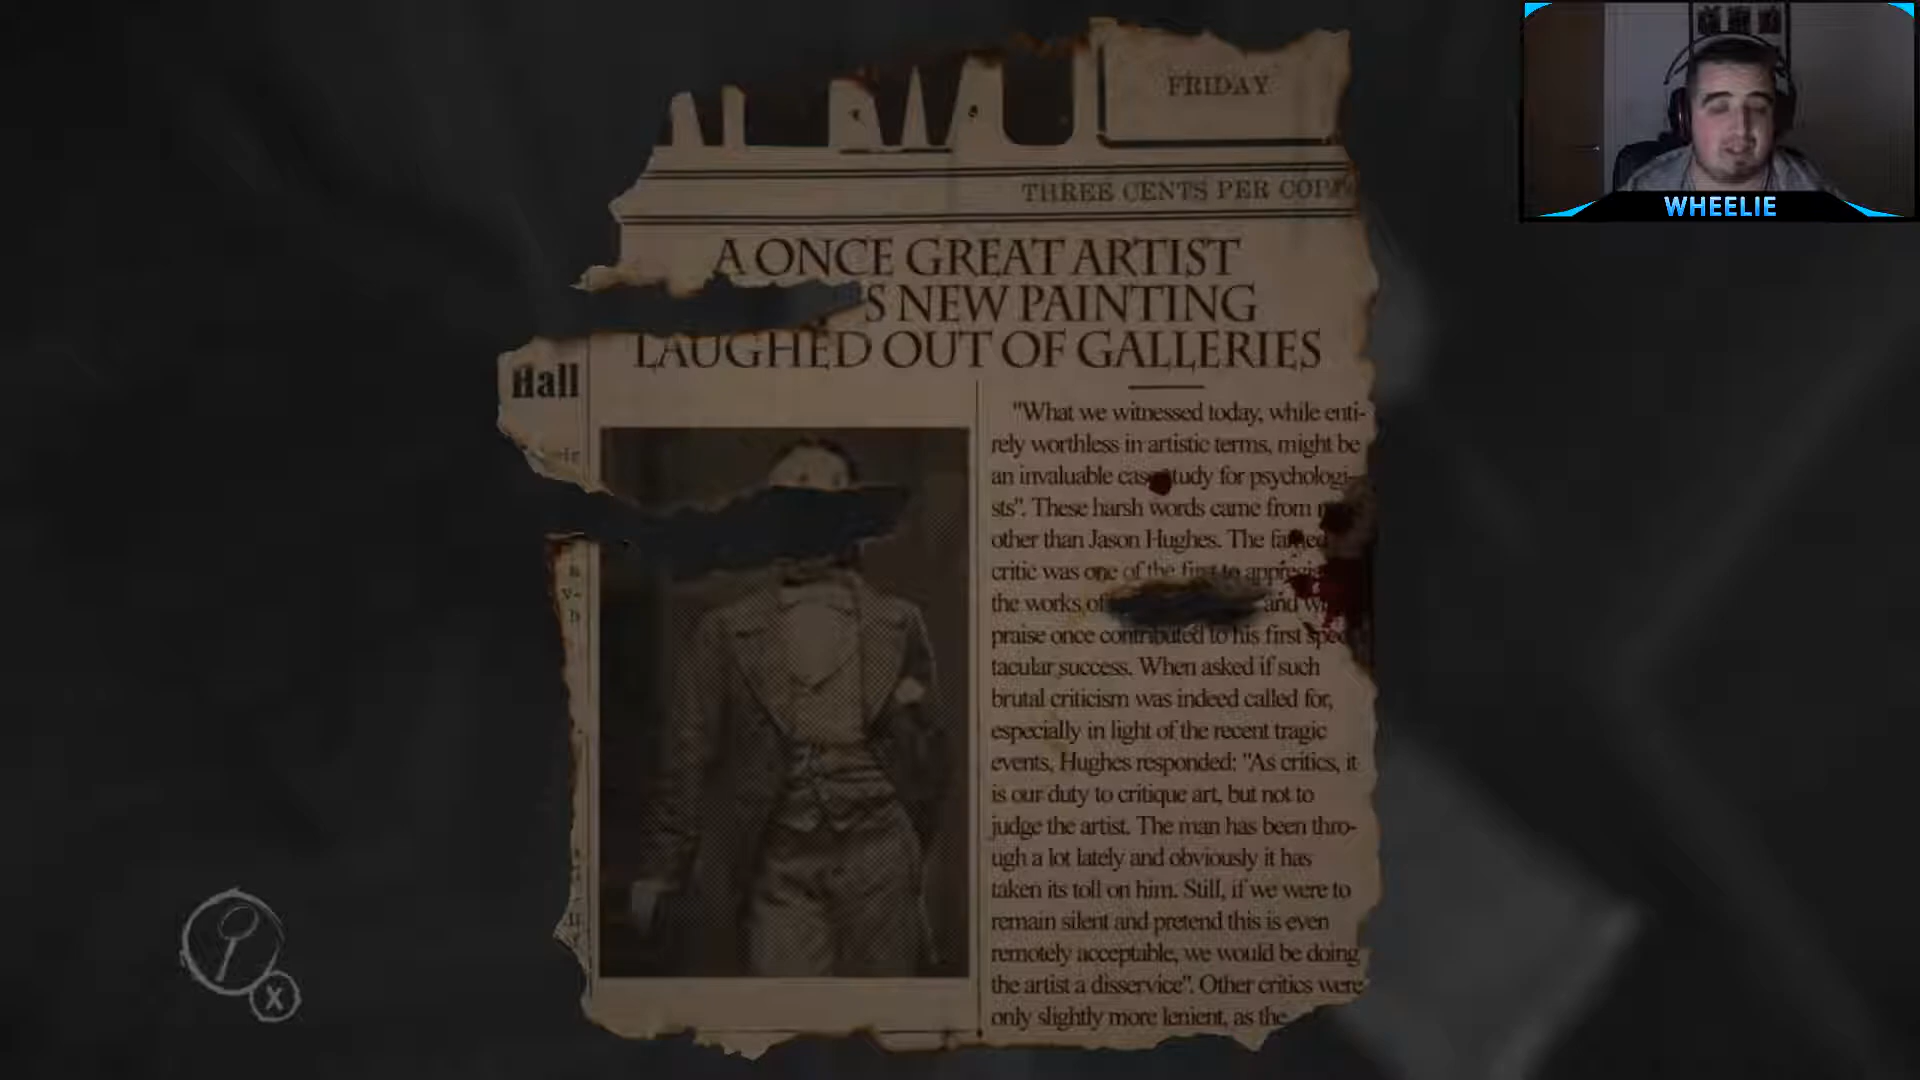 FRIDAY
THREE CENTS PER COPY
A ONCE GREAT ARTIST
S NEW PAINTING
LAUGHED OUT OF GALLERIES
Hall
"What we witnessed today, while enti-
rely worthless in artistic terms, might be
an invaluable case study for psychologi-
sts". These harsh words came from
other than Jason Hughes. The famed
critic was one of the first to
the works of and
praise once contributed to his first spec
tacular success. When asked if such
brutal criticism was indeed called for,
especially in light of the recent tragic
events, Hughes responded: "As critics, it
is our duty to critique art, but not to
judge the artist. The man has been thro-
ugh a lot lately and obviously it has
taken its toll on him. Still, if we were to
remain silent and pretend this is even
remotely acceptable, we would be doing
the artist a disservice". Other critics were
only slightly more lenient, as the
X
WHEELIE